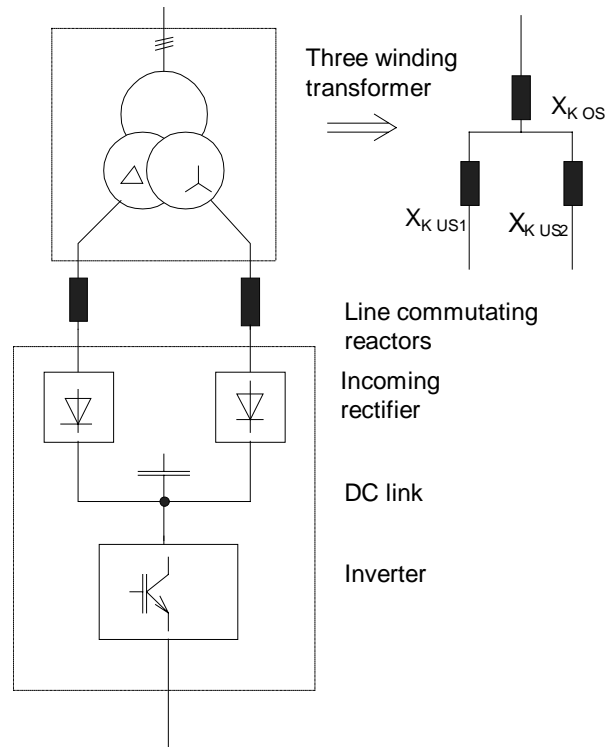 Three winding
transformer
X K OS
X K US1
X K US2
Line commutating
reactors
Incoming
rectifier
DC link
Inverter